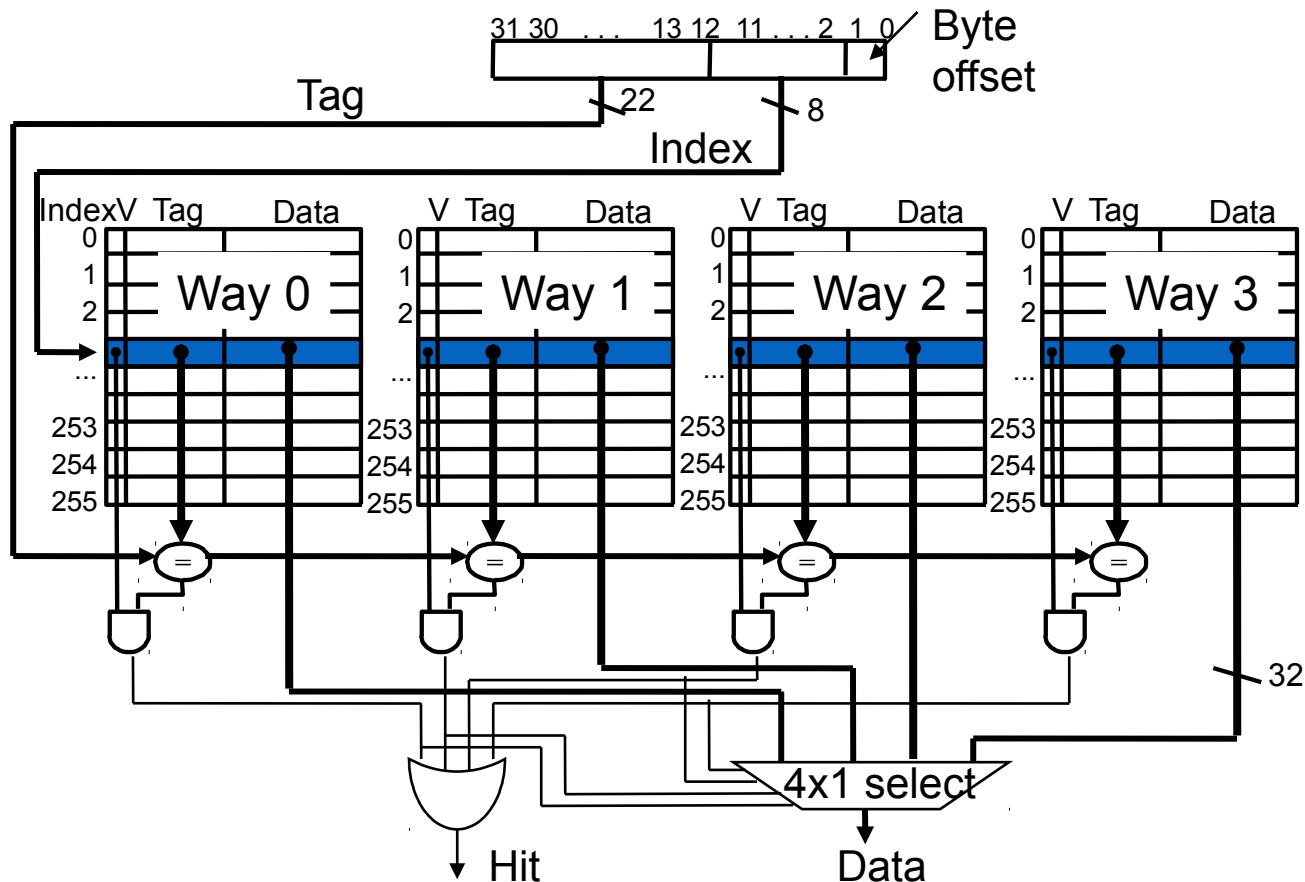 31 30 . . . 13 12 11 . . . 2 1 0
Byte
offset
Tag
22
8
Index
Index V Tag Data
V Tag Data
V Tag Data
V Tag Data
0
1
2
...
253
254
255
0
1
2
...
253
254
255
0
1
2
...
253
254
255
0
1
2
...
253
254
255
Way 0
Way 1
Way 2
Way 3
= = = =
32
4x1 select
Hit
Data